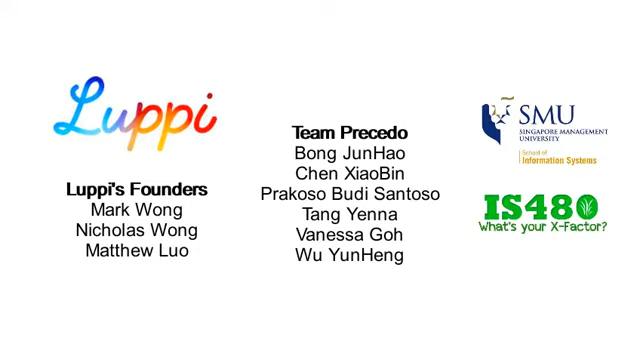 Luppi
Luppi's Founders
Mark Wong
Nicholas Wong
Matthew Luo
Team Precedo
Bong JunHao
Chen XiaoBin
Prakoso Budi Santoso
Tang Yenna
Vanessa Goh
Wu YunHeng
SMU
SINGAPORE MANAGEMENT
UNIVERSITY
School of
Information Systems
IS480
What's your X-Factor?